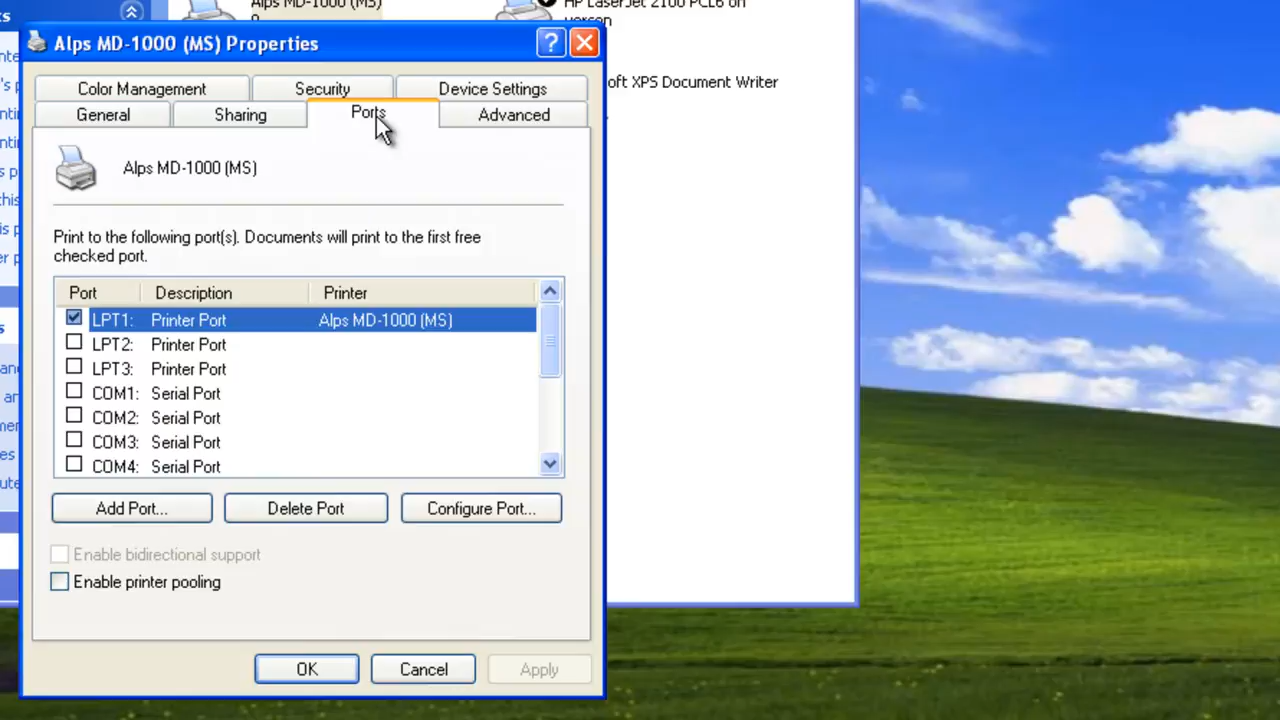 Alps MD-1000 (MS)
HP LaserJet 2100 PCL6 on
Alps MD-1000 (MS) Properties
oft XPS Document Writer
Color Management
Security
Device Settings
General
Sharing
Ports
Advanced
Alps MD-1000 (MS)
Print to the following port(s). Documents will print to the first free
checked port.
Port Description Printer
LPT1: Printer Port Alps MD-1000 (MS)
LPT2: Printer Port
LPT3: Printer Port
COM1: Serial Port
COM2: Serial Port
COM3: Serial Port
COM4: Serial Port
Add Port...
Delete Port
Configure Port...
Enable bidirectional support
Enable printer pooling
OK
Cancel
Apply